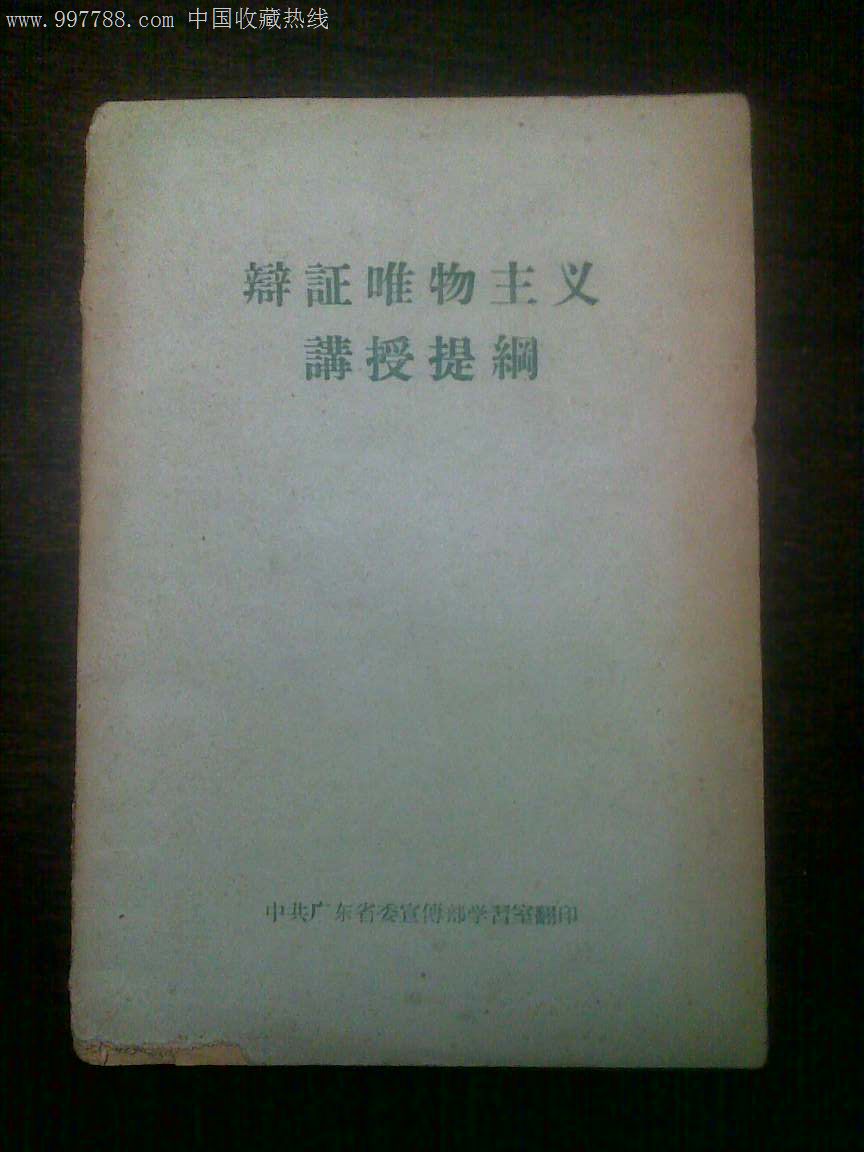 www.997788.com 中国收藏热线
辯証唯物主义
講授提綱
中共广东省委宣傳部学習室翻印